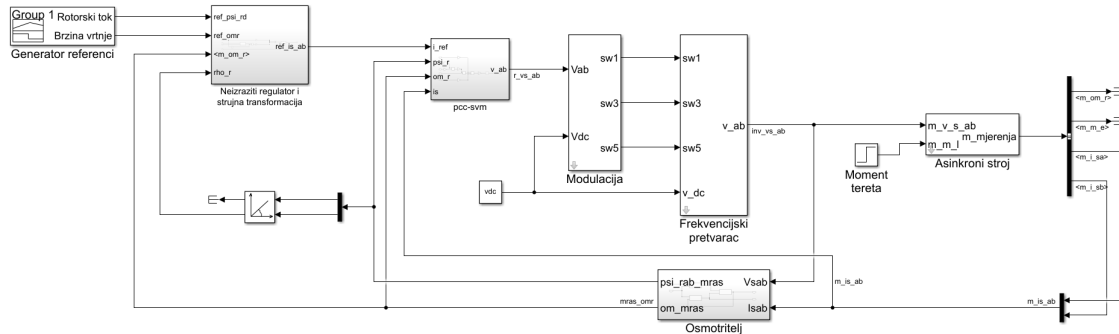 Group 1
Rotorski tok
Brzina vrtnje
Generator referenci
ref_psi_rd
ref_omr
<m_om_r>
rho_r
ref_is_ab
Neizraziti regulator i
strujna transformacija
i_ref
psi_r
om_r
is
v_ab
pcc-svm
r_vs_ab
Vab
Vdc
sw1
sw3
sw5
Modulacija
vdc
sw1
sw3
sw5
v_dc
v_ab
Frekvencijski
pretvarac
inv_vs_ab
Moment
tereta
m_v_s_ab
m_m_l
m_mjerenja
Asinkroni stroj
<m_om_r>
<m_m_e>
<m_i_sa>
<m_i_sb>
psi_rab_mras
om_mras
Vsab
Isab
Osmotritelj
mras_omr
m_is_ab
m_is_ab